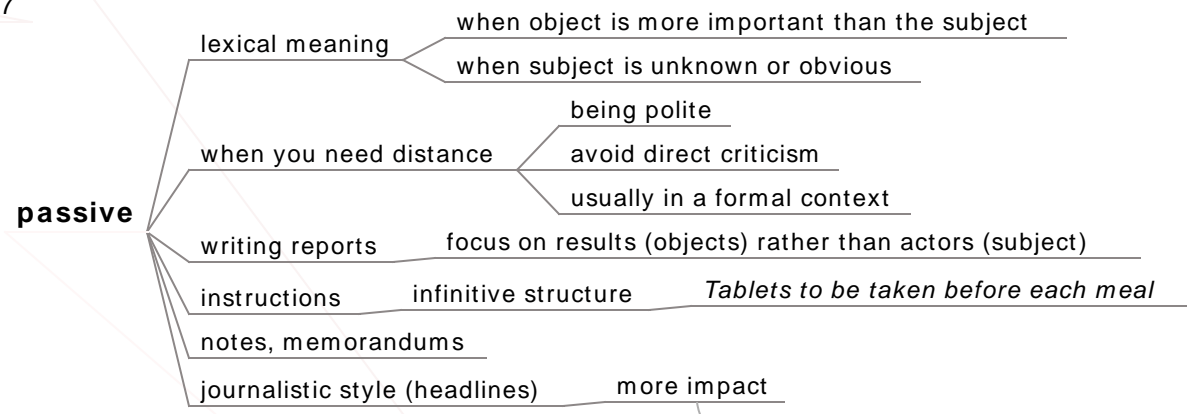 7
lexical meaning
when object is more important than the subject
when subject is unknown or obvious
when you need distance
being polite
avoid direct criticism
usually in a formal context
passive
writing reports
focus on results (objects) rather than actors (subject)
instructions
infinitive structure
Tablets to be taken before each meal
notes, memorandums
journalistic style (headlines)
more impact